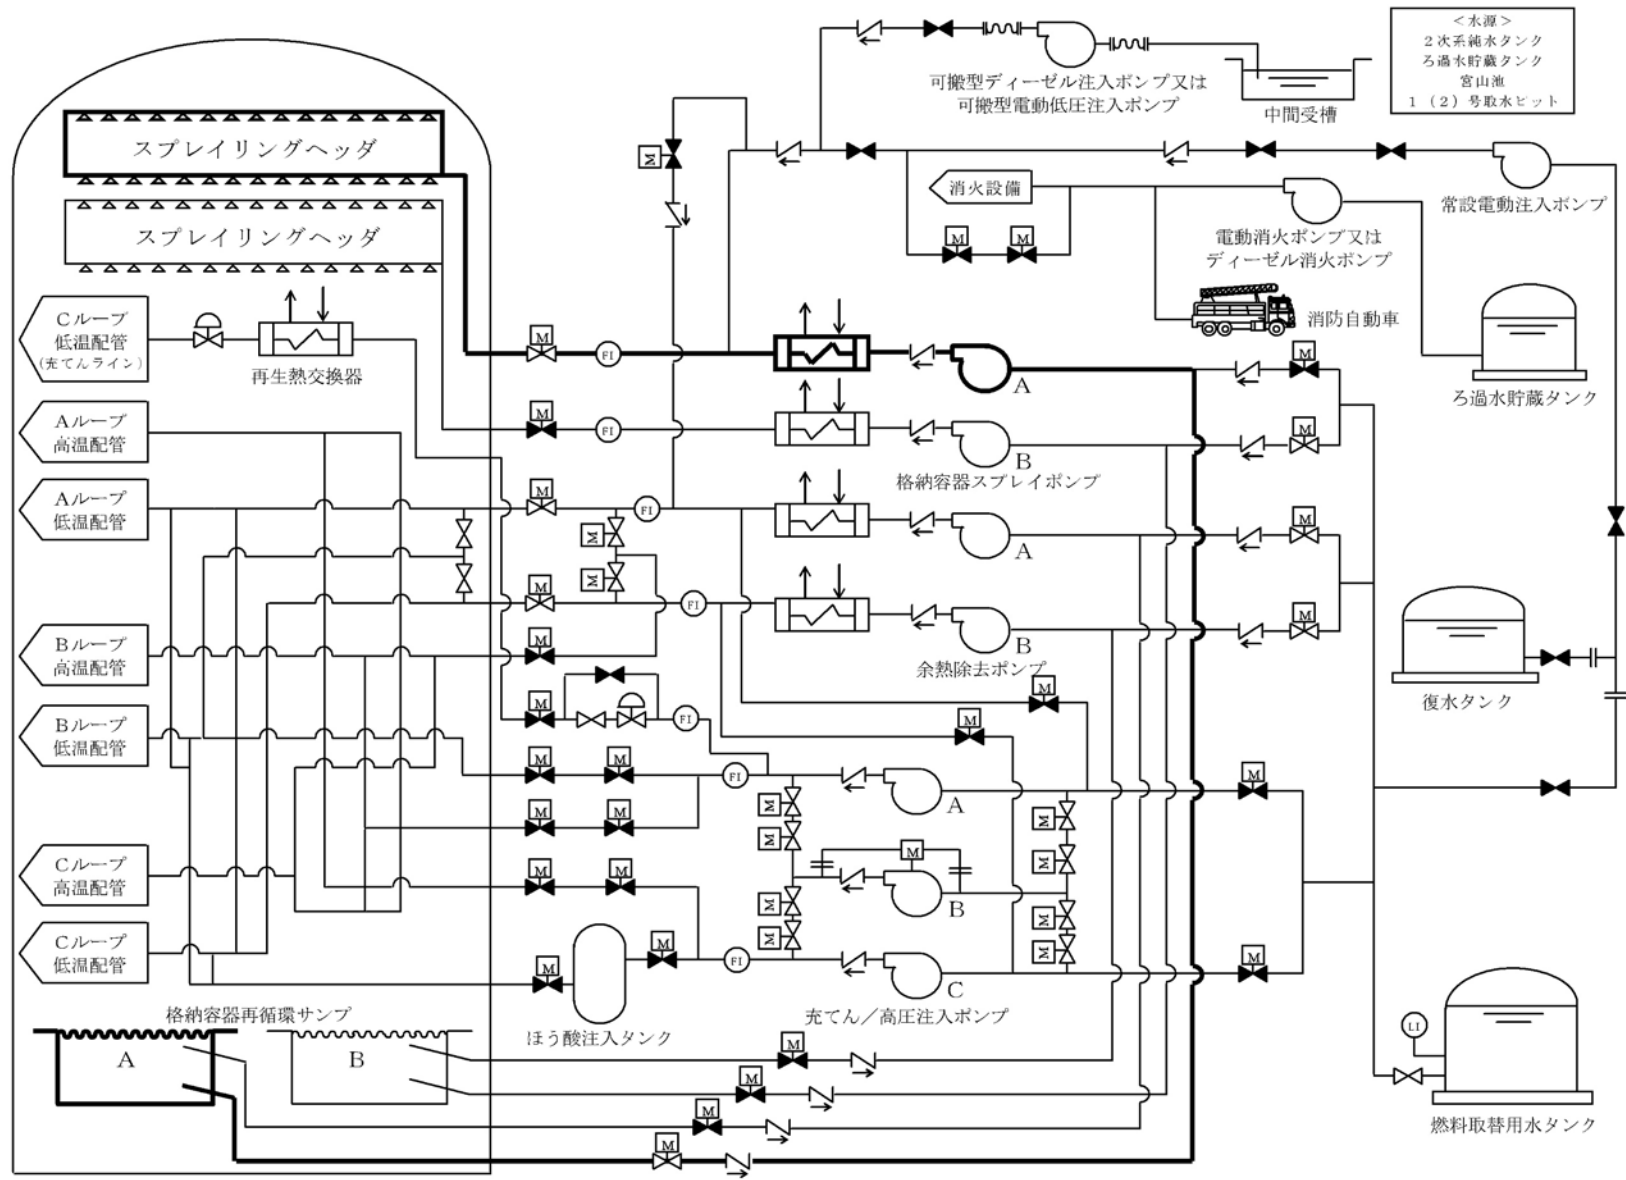 <水源>
2次系純水タンク
ろ過水貯蔵タンク
宮山池
1(2)号取水ピット
可搬型ディーゼル注入ポンプ又は
可搬型電動低圧注入ポンプ
中間受槽
スプレイリングヘッダ
M
消火設備
常設電動注入ポンプ
スプレイリングヘッダ
M
M
電動消火ポンプ又は
ディーゼル消火ポンプ
消防自動車
Cループ
低温配管
(充てんライン)
再生熱交換器
M
FI
A
M
ろ過水貯蔵タンク
Aループ
高温配管
M
FI
B
M
格納容器スプレイポンプ
Aループ
低温配管
M
FI
M
A
M
M
M
FI
B
M
余熱除去ポンプ
Bループ
高温配管
M
復水タンク
M
M
FI
M
Bループ
低温配管
M
M
FI
A
M
M
M
M
M
M
M
M
Cループ
高温配管
M
M
B
M
M
M
M
Cループ
低温配管
M
M
FI
C
M
ほう酸注入タンク
充てん/高圧注入ポンプ
格納容器再循環サンプ
A
B
M
M
M
M
LI
燃料取替用水タンク